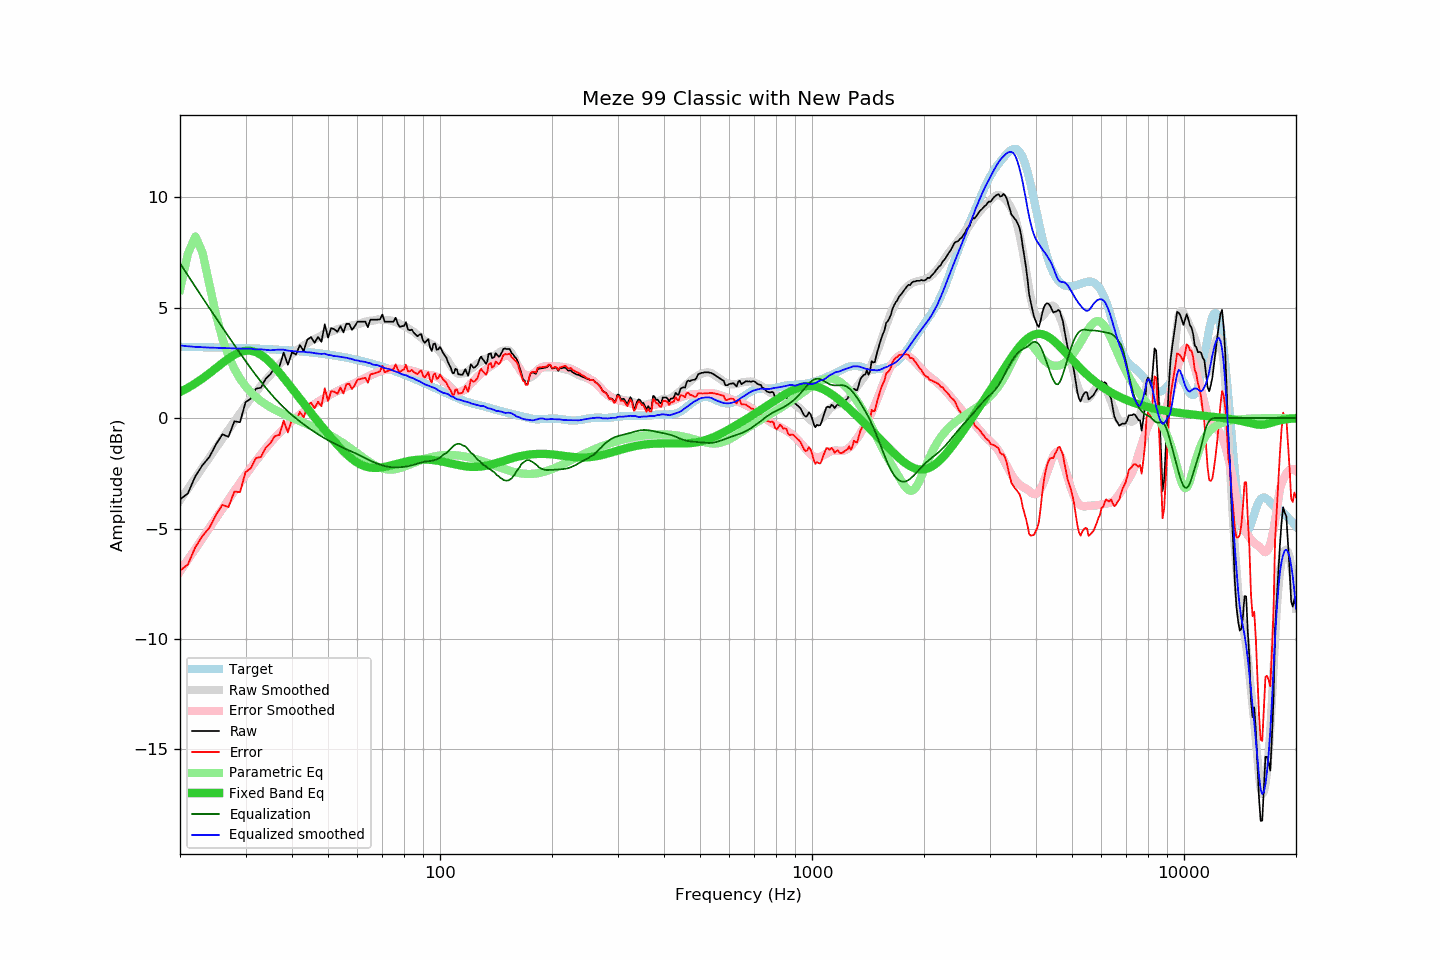 Meze 99 Classic with New Pads
Amplitude (dBr)
10
5
0
−5
−10
−15
Target
Raw Smoothed
Error Smoothed
Raw
Error
Parametric Eq
Fixed Band Eq
Equalization
Equalized smoothed
100
1000
10000
Frequency (Hz)